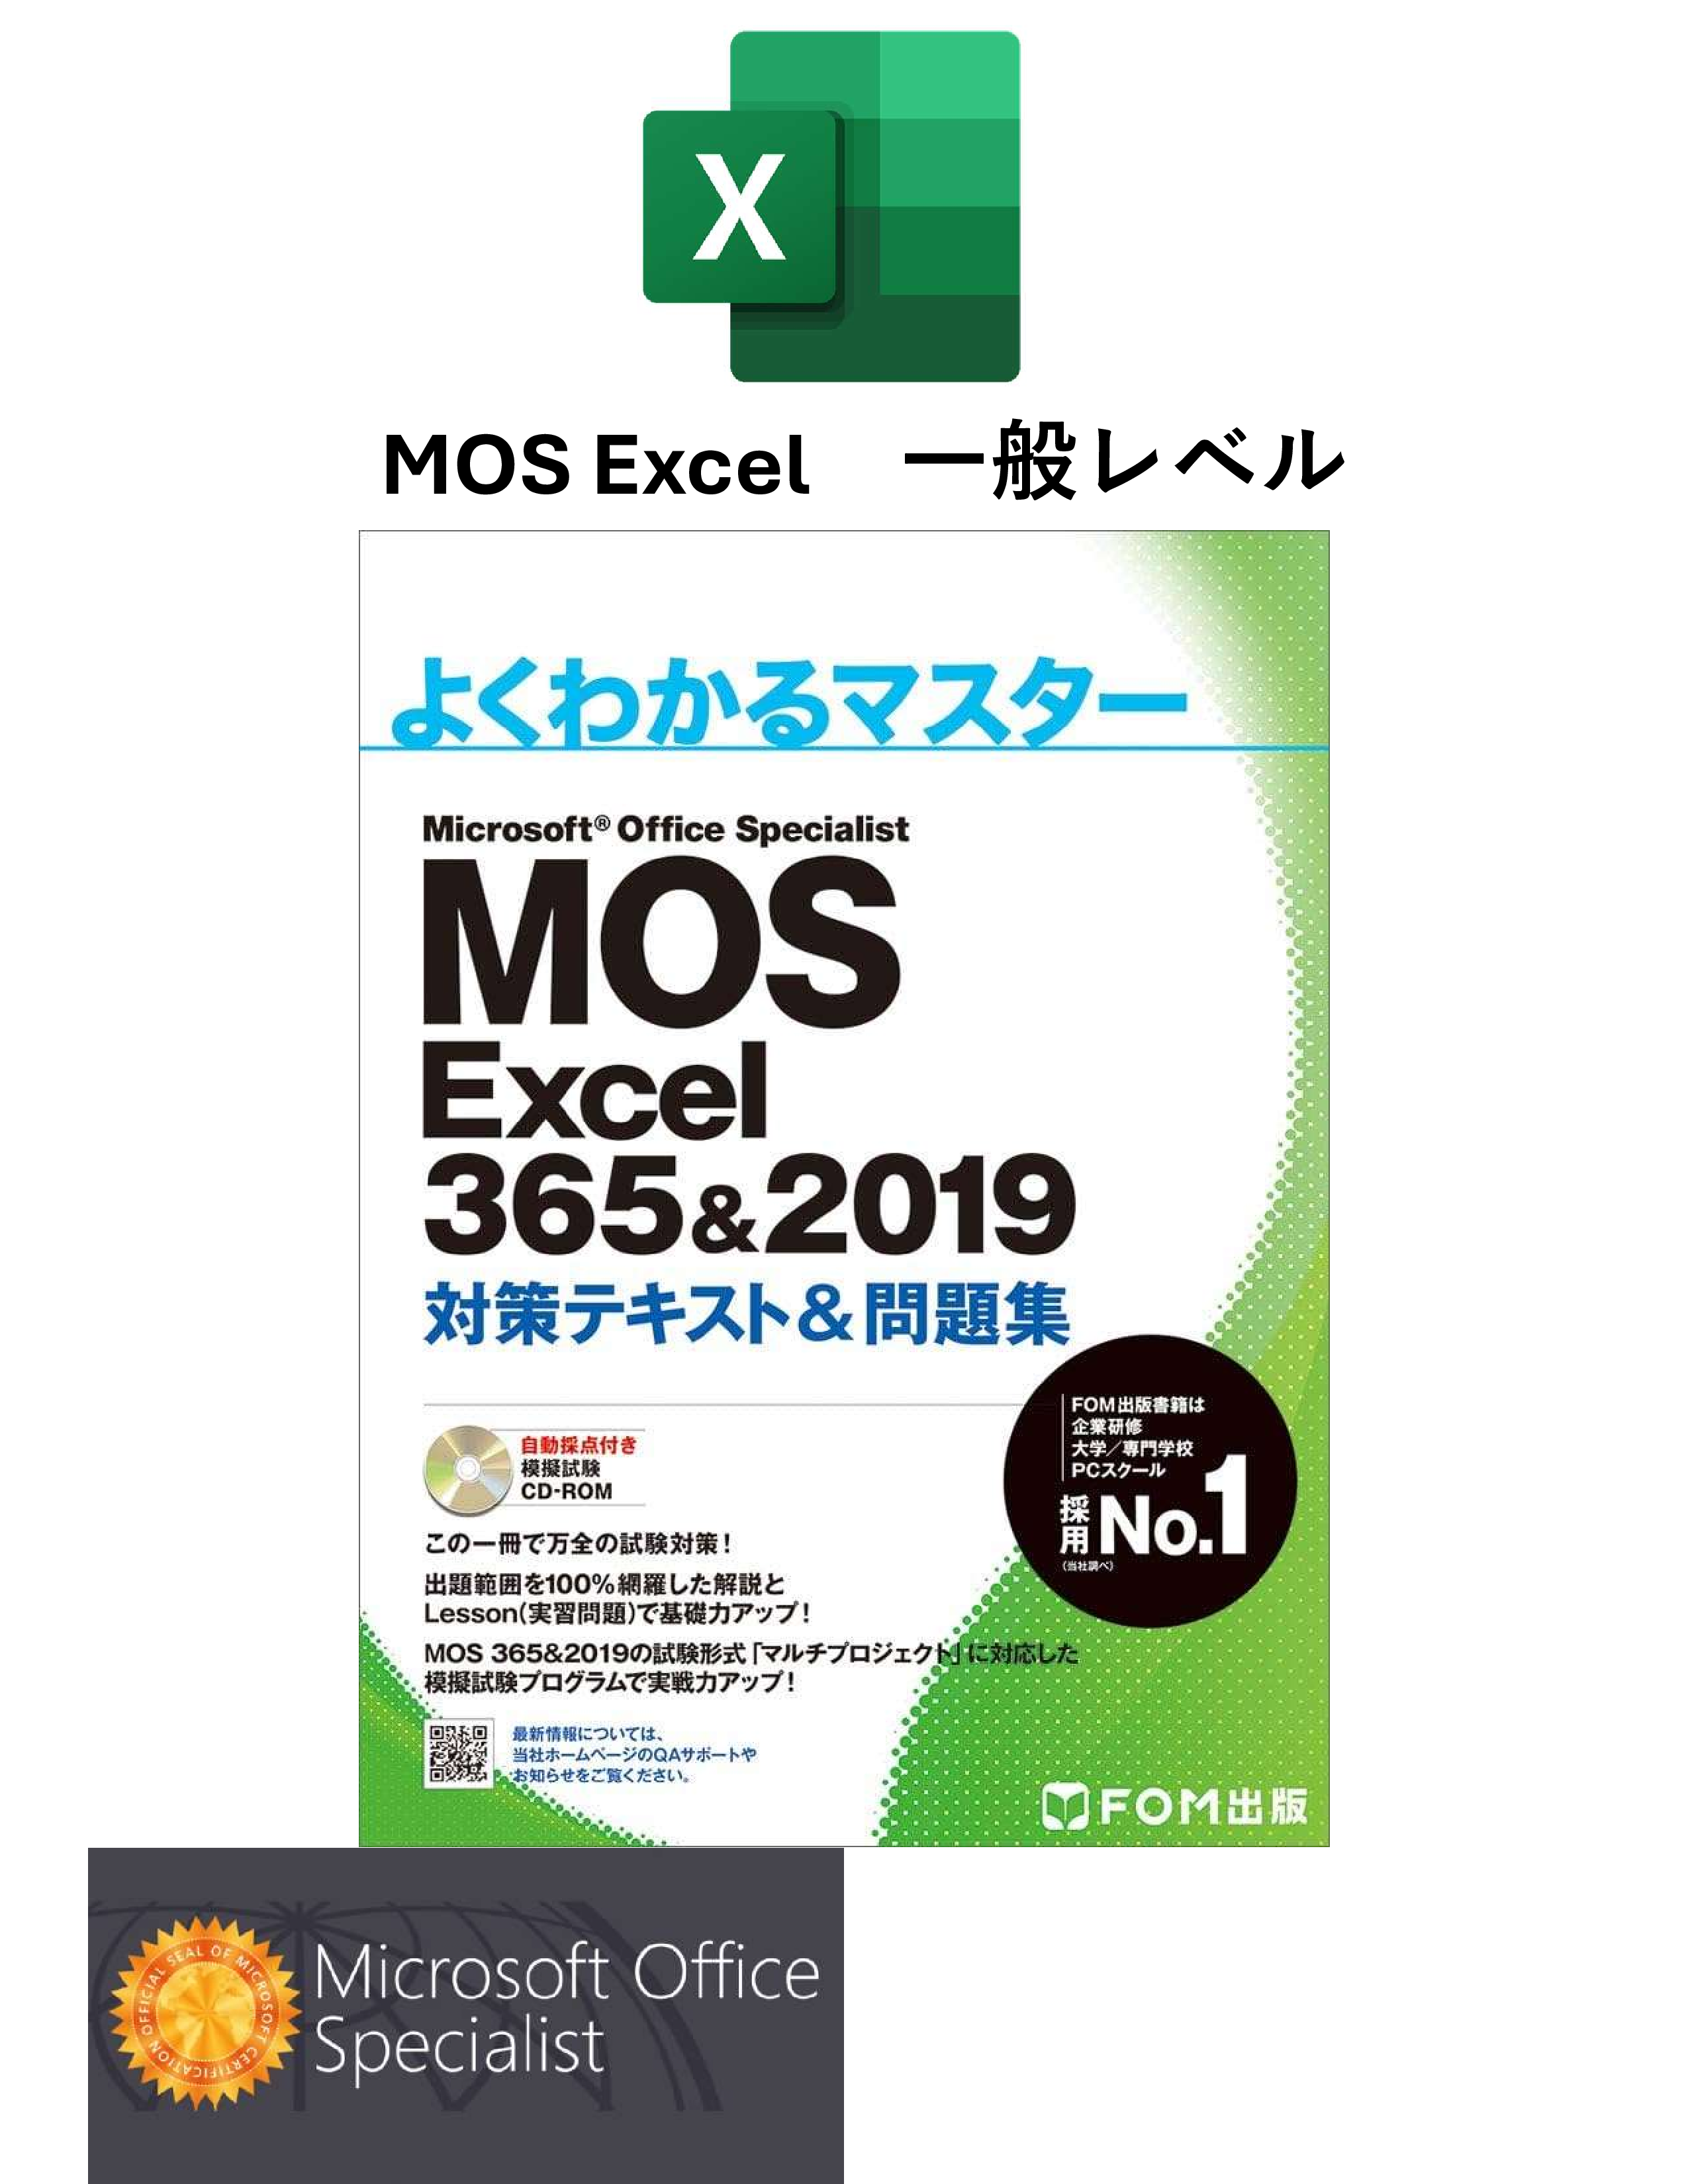 X
MOS Excel　一般レベル
よくわかるマスター
Microsoft® Office Specialist
MOS
Excel
365&2019
対策テキスト&問題集
FOM出版書籍は
企業研修
大学/専門学校
PCスクール
採用 No.1
(当社調べ)
自動採点付き
模擬試験
CD-ROM
この一冊で万全の試験対策!
出題範囲を100%網羅した解説と
Lesson(実習問題)で基礎力アップ!
MOS 365&2019の試験形式「マルチプロジェクト」に対応した
模擬試験プログラムで実戦力アップ!
最新情報については、
当社ホームページのQAサポートや
お知らせをご覧ください。
FOM出版
OFFICIAL SEAL OF MICROSOFT CERTIFICATION
Microsoft Office
Specialist